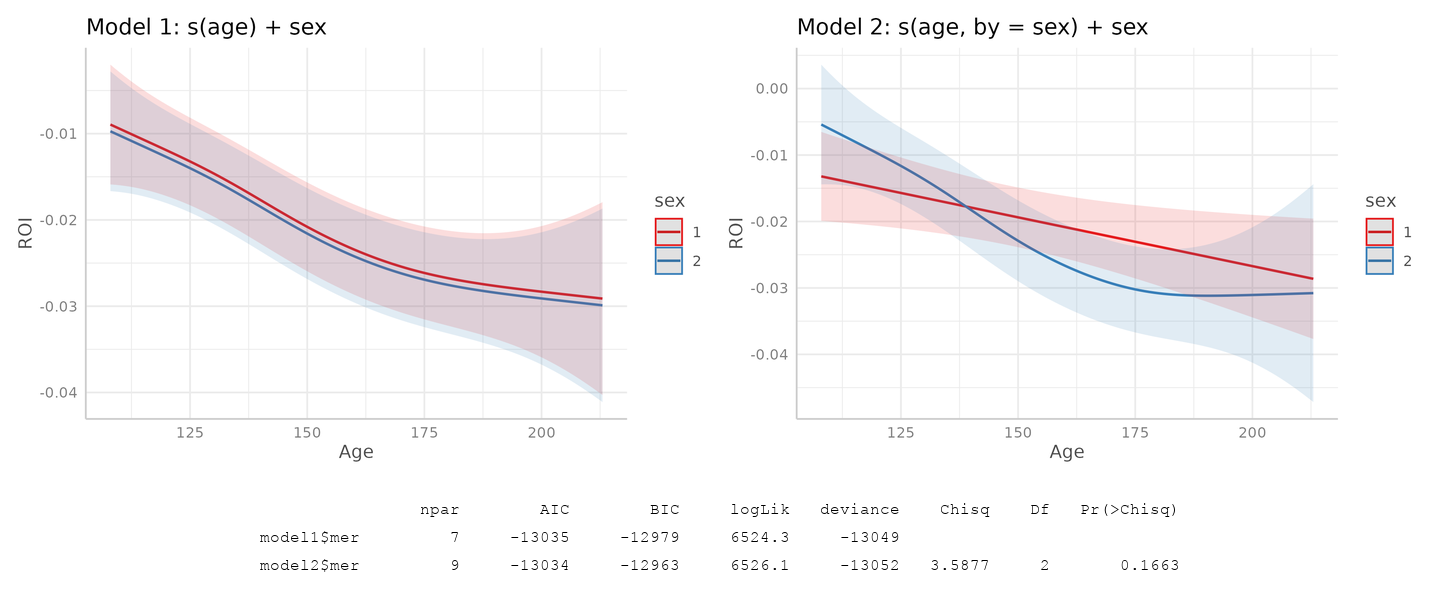 Model 1: s(age) + sex
-0.01
-0.02
-0.03
-0.04
ROI
125 150 175 200
Age
sex
1
2
Model 2: s(age, by = sex) + sex
0.00
-0.01
-0.02
-0.03
-0.04
ROI
125 150 175 200
Age
sex
1
2
npar AIC BIC logLik deviance Chisq Df Pr(>Chisq)
model1$mer 7 -13035 -12979 6524.3 -13049
model2$mer 9 -13034 -12963 6526.1 -13052 3.5877 2 0.1663